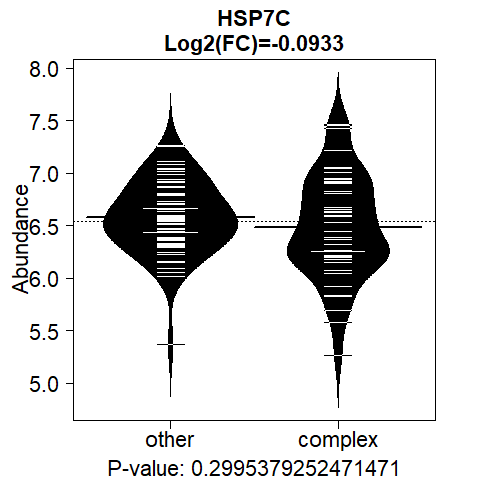 HSP7C
Log2(FC)=-0.0933
Abundance
8.0
7.5
7.0
6.5
6.0
5.5
5.0
other complex
P-value: 0.2995379252471471